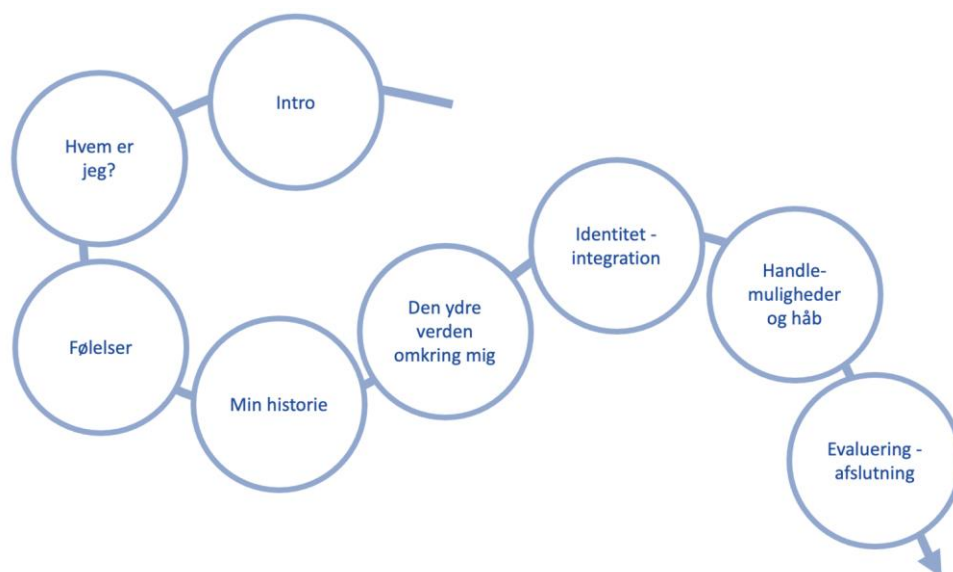 Intro
Hvem er
jeg?
Følelser
Min historie
Den ydre
verden
omkring mig
Identitet -
integration
Handle-
muligheder
og håb
Evaluering -
afslutning